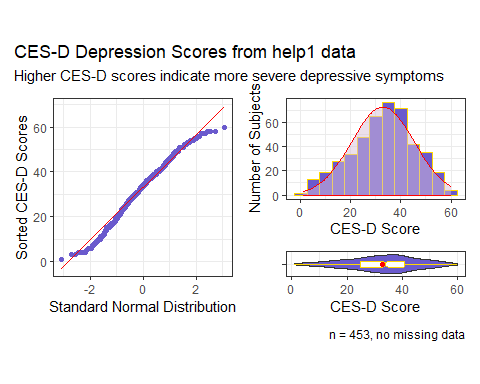 CES-D Depression Scores from help1 data
Higher CES-D scores indicate more severe depressive symptoms
Sorted CES-D Scores
60
40
20
0
-2
0
2
Standard Normal Distribution
Number of Subjects
60
40
20
0
0
20
40
60
CES-D Score
0
20
40
60
CES-D Score
n = 453, no missing data